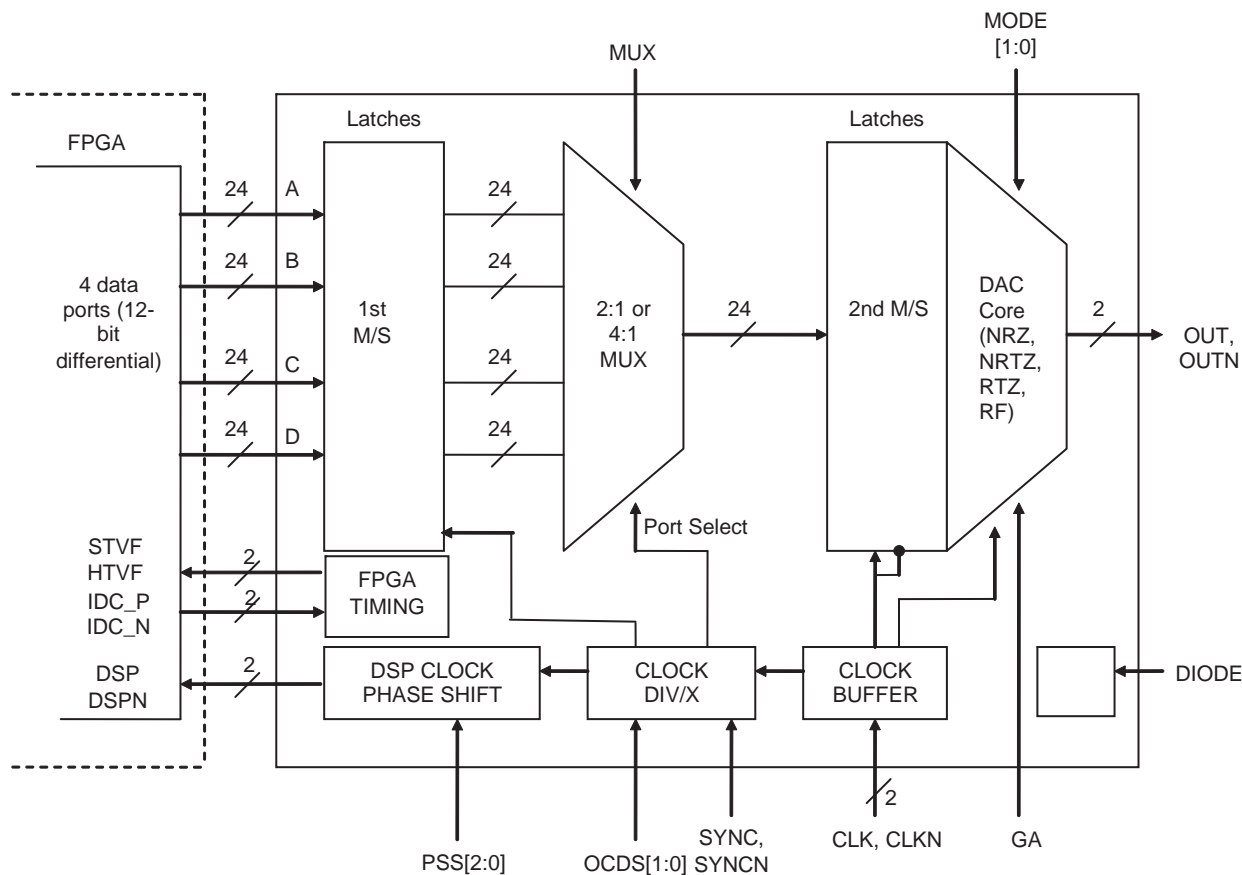 MODE
[1:0]
MUX
Latches
Latches
FPGA
24
A
24
24
B
24
24
C
24
24
D
24
4 data
ports (12-
bit
differential)
1st
M/S
2:1 or
4:1
MUX
24
2nd M/S
DAC
Core
(NRZ,
NRTZ,
RTZ,
RF)
2
OUT,
OUTN
Port Select
STVF
HTVF
2
IDC_P
IDC_N
2
FPGA
TIMING
DSP
DSPN
2
DSP CLOCK
PHASE SHIFT
CLOCK
DIV/X
CLOCK
BUFFER
DIODE
2
PSS[2:0]
OCDS[1:0]
SYNC,
SYNCN
CLK, CLKN
GA